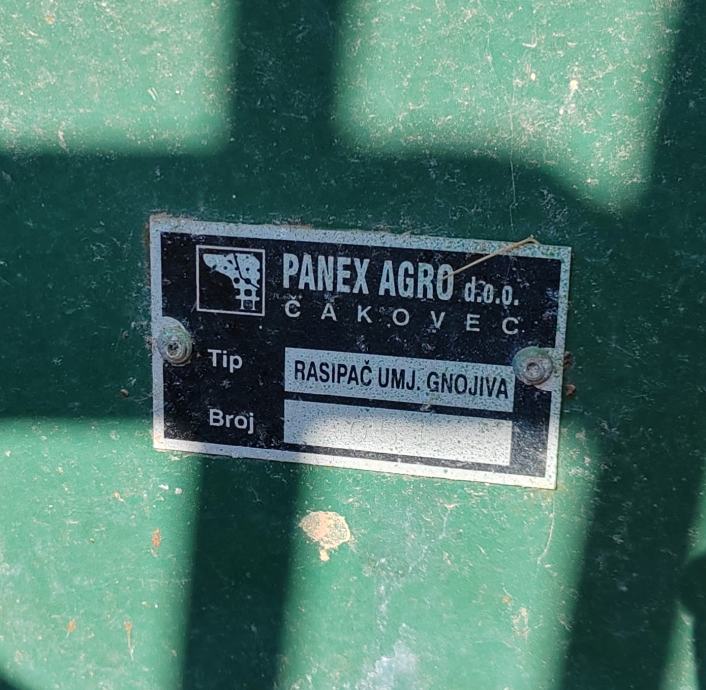 PANEX AGRO d.o.o.
ČAKOVEC
Tip RASIPAČ UMJ. GNOJIVA
Broj